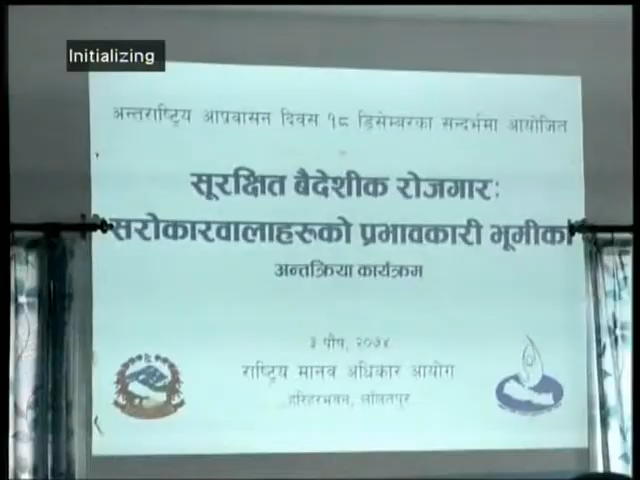 Initializing
अन्तराष्ट्रिय आप्रवासन दिवस १८ डिसेम्बरका सन्दर्भमा आयोजित
सूरक्षित बैदेशीक रोजगार:
सरोकारवालाहरुको प्रभावकारी भूमीका
अन्तक्रिया कार्यक्रम
३ पौष, २०७४
राष्ट्रिय मानव अधिकार आयोग
हरिहरभवन, ललितपुर